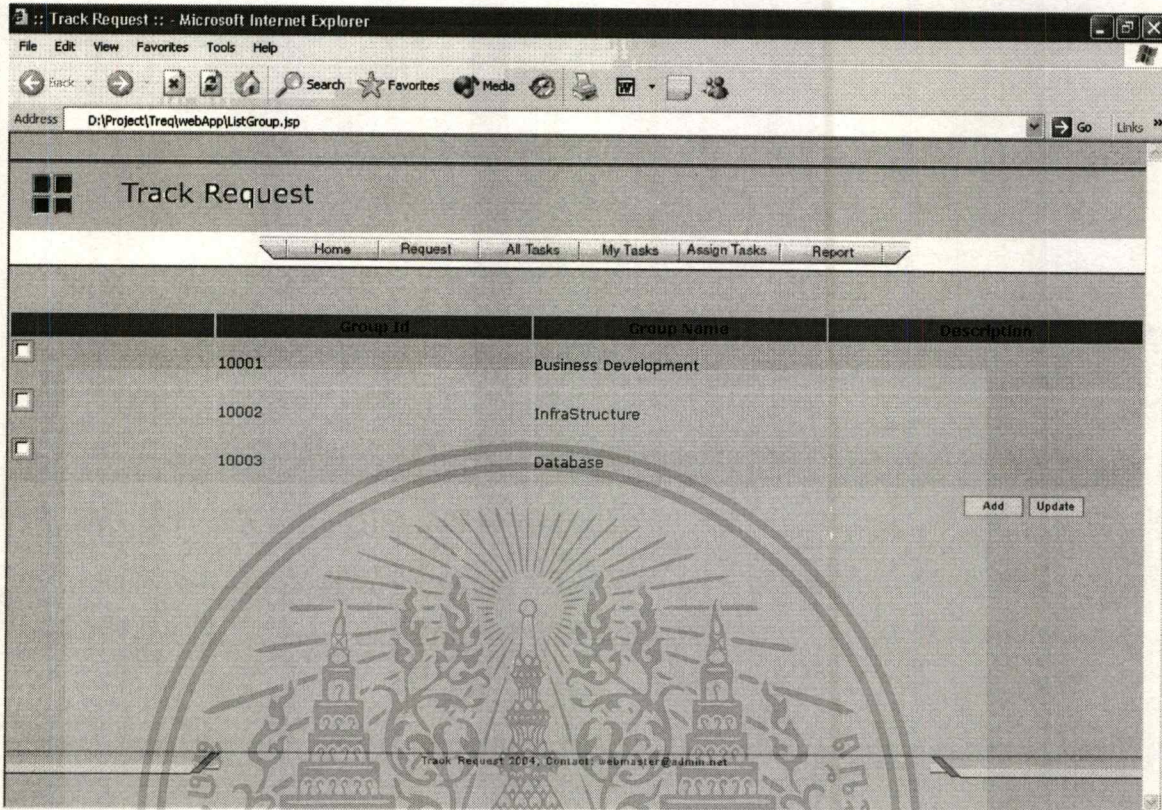 :: Track Request :: - Microsoft Internet Explorer
File Edit View Favorites Tools Help
Back Search Favorites Media
Address D:\Project\Treq\webApp\ListGroup.jsp Go Links »
Track Request
Home Request All Tasks My Tasks Assign Tasks Report
Group Id Group Name Description
10001 Business Development
10002 InfraStructure
10003 Database
Add Update
Track Request 2004, Contact: webmaster@admin.net